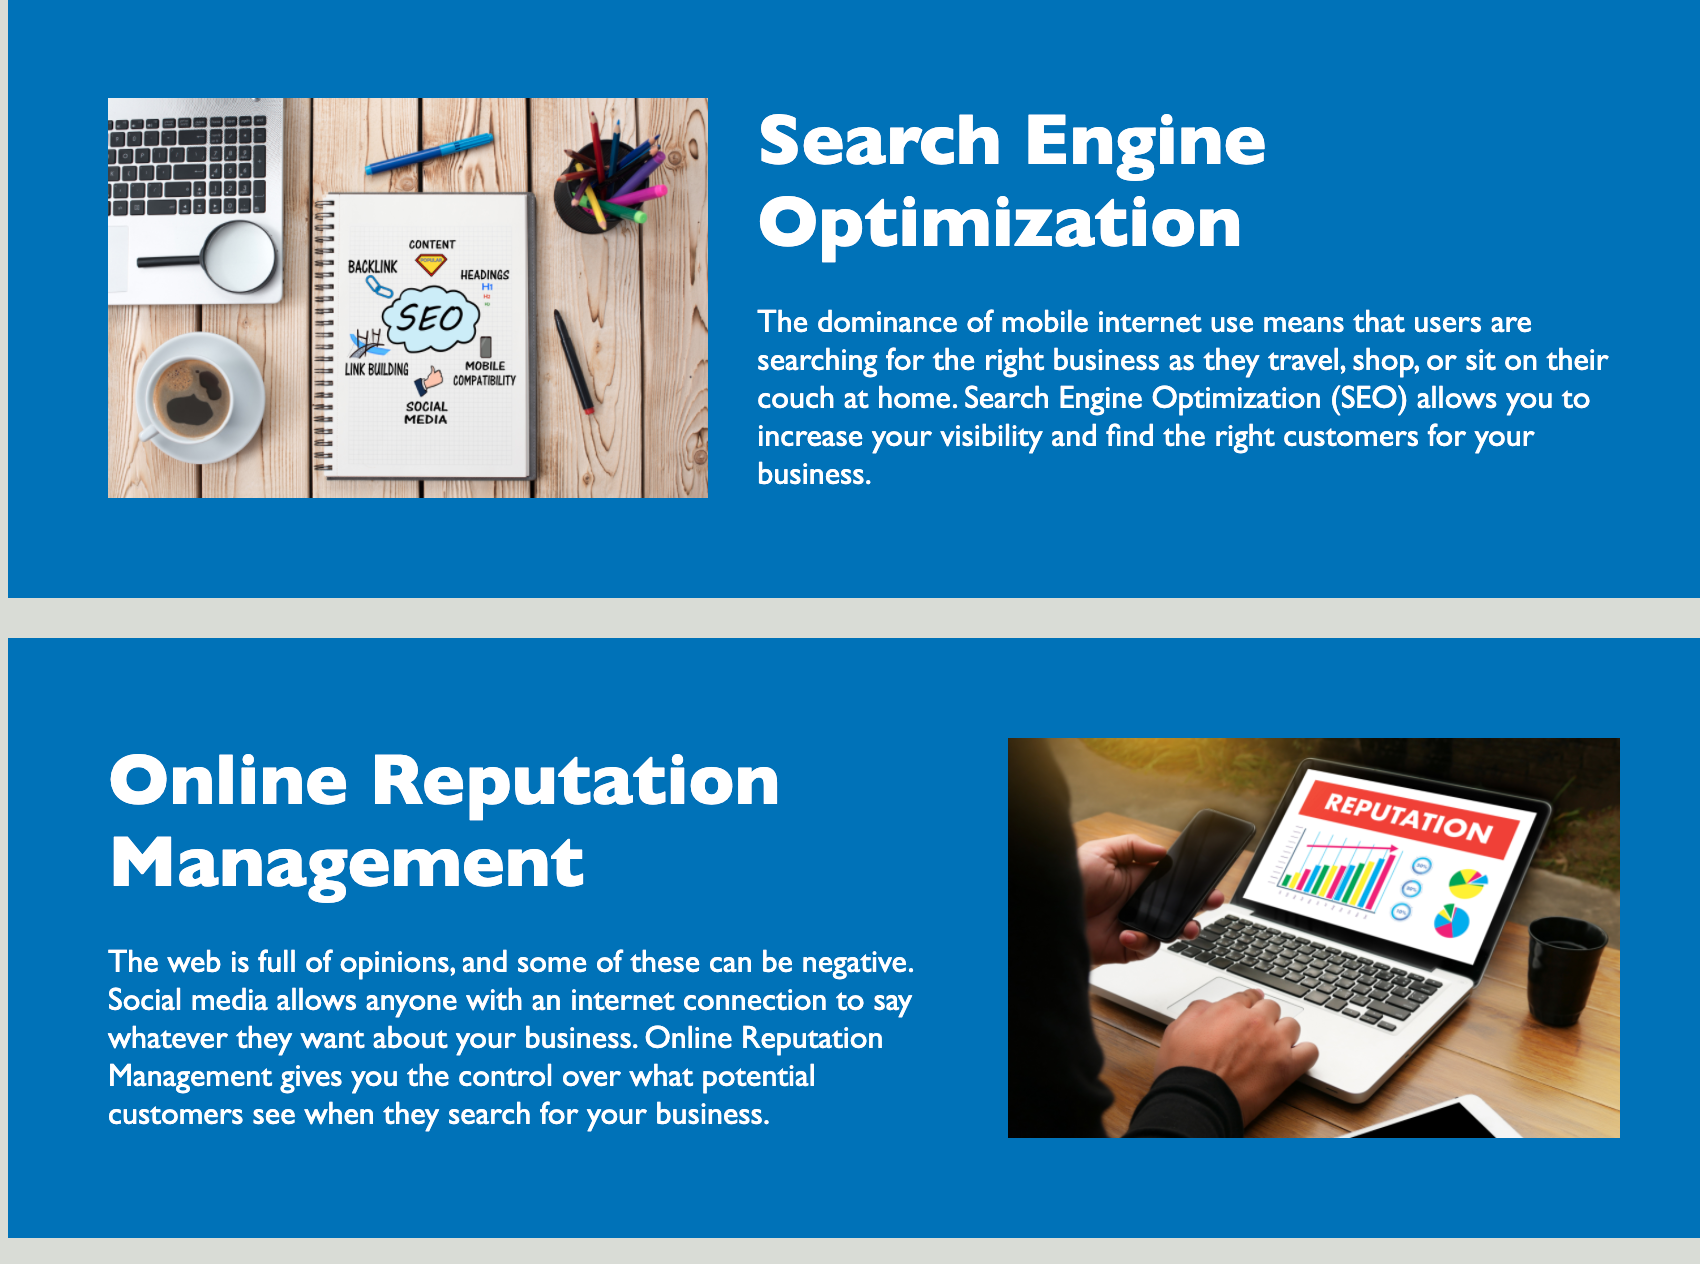 Search Engine
Optimization
The dominance of mobile internet use means that users are
searching for the right business as they travel, shop, or sit on their
couch at home. Search Engine Optimization (SEO) allows you to
increase your visibility and find the right customers for your
business.
CONTENT
POPULAR
BACKLINK
HEADINGS
H1
H2
SEO
LINK BUILDING
MOBILE
COMPATIBILITY
SOCIAL
MEDIA
Online Reputation
Management
The web is full of opinions, and some of these can be negative.
Social media allows anyone with an internet connection to say
whatever they want about your business. Online Reputation
Management gives you the control over what potential
customers see when they search for your business.
REPUTATION